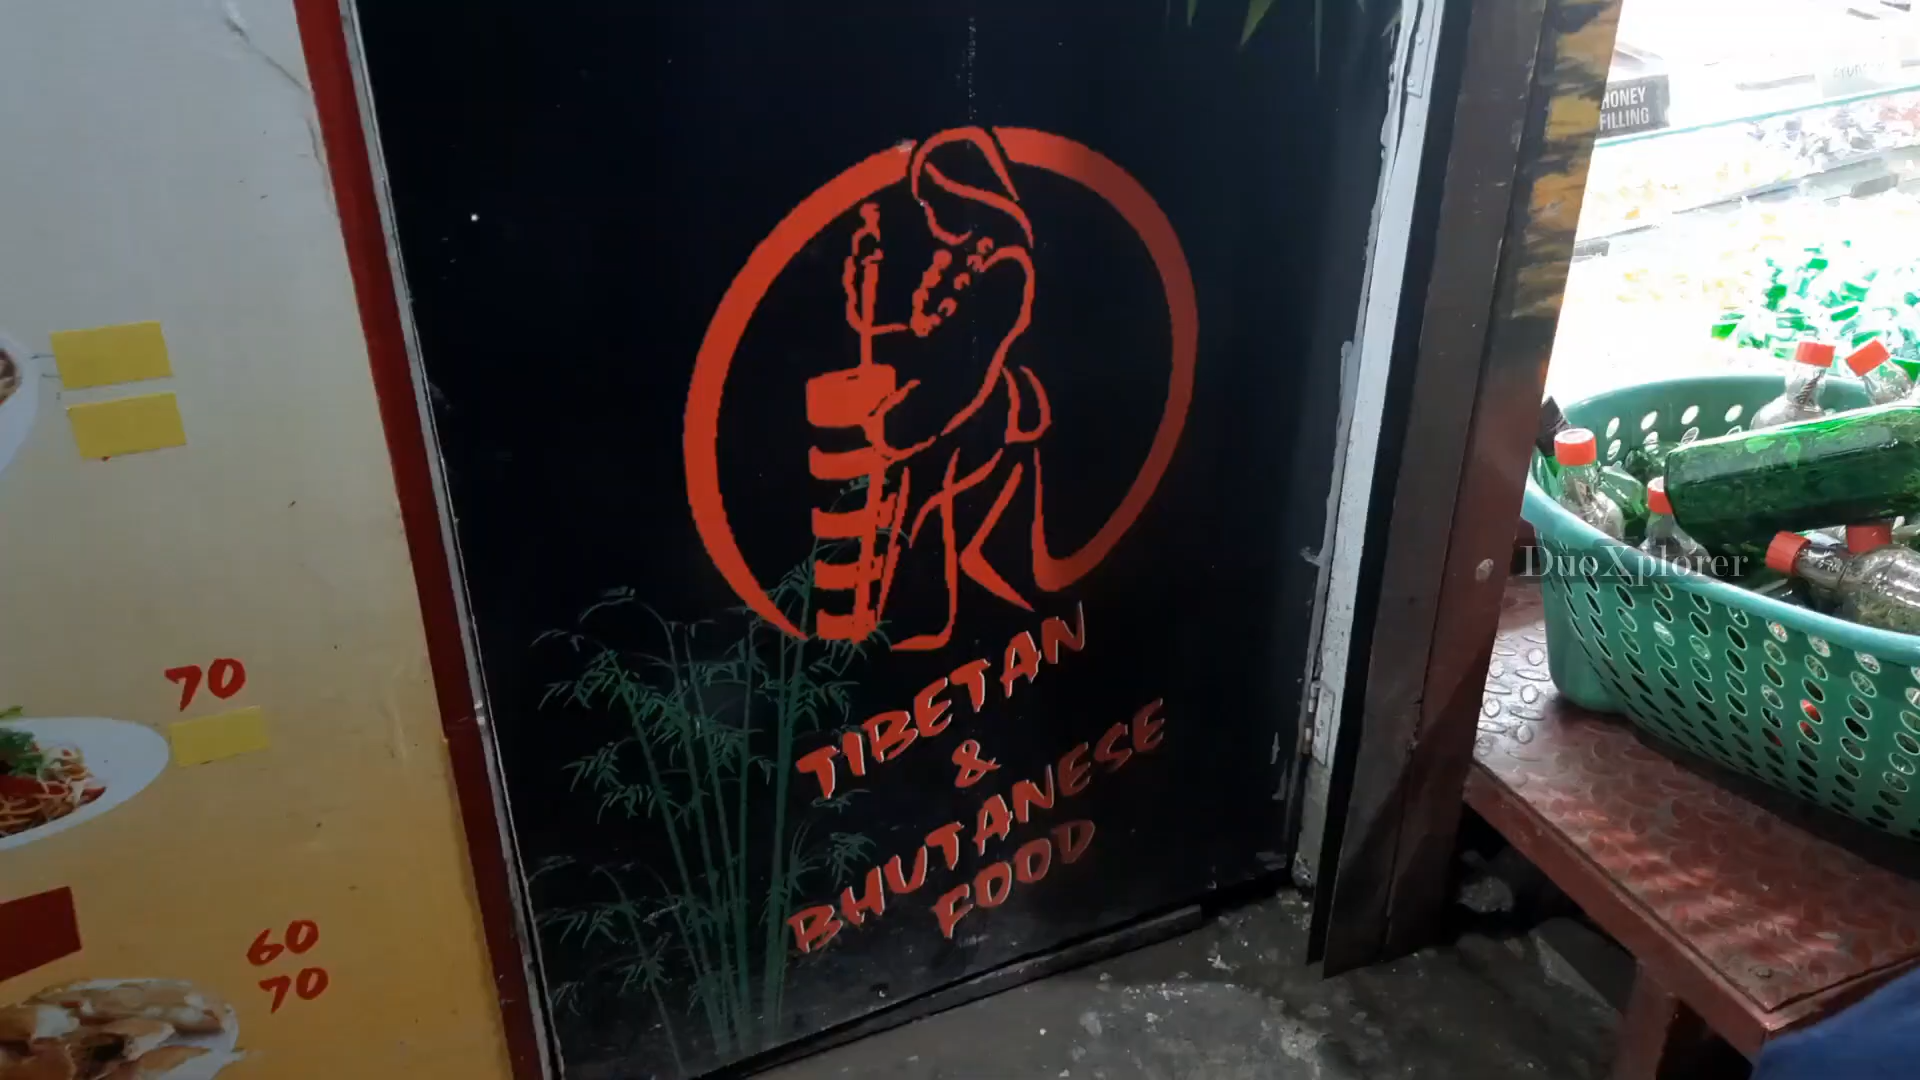 TIBETAN
&
BHUTANESE
FOOD
70
60
70
HONEY
FILLING
DuoXplorer